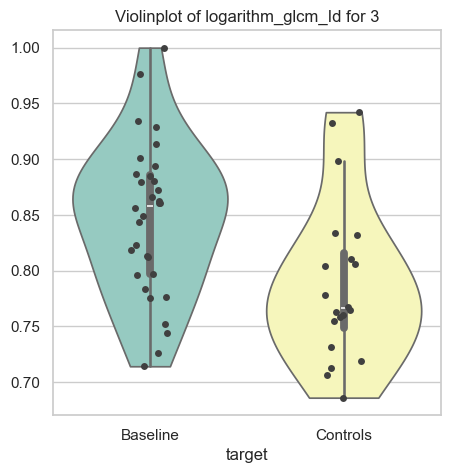 Violinplot of logarithm_glcm_Id for 3
1.00
0.95
0.90
0.85
0.80
0.75
0.70
Baseline
Controls
target